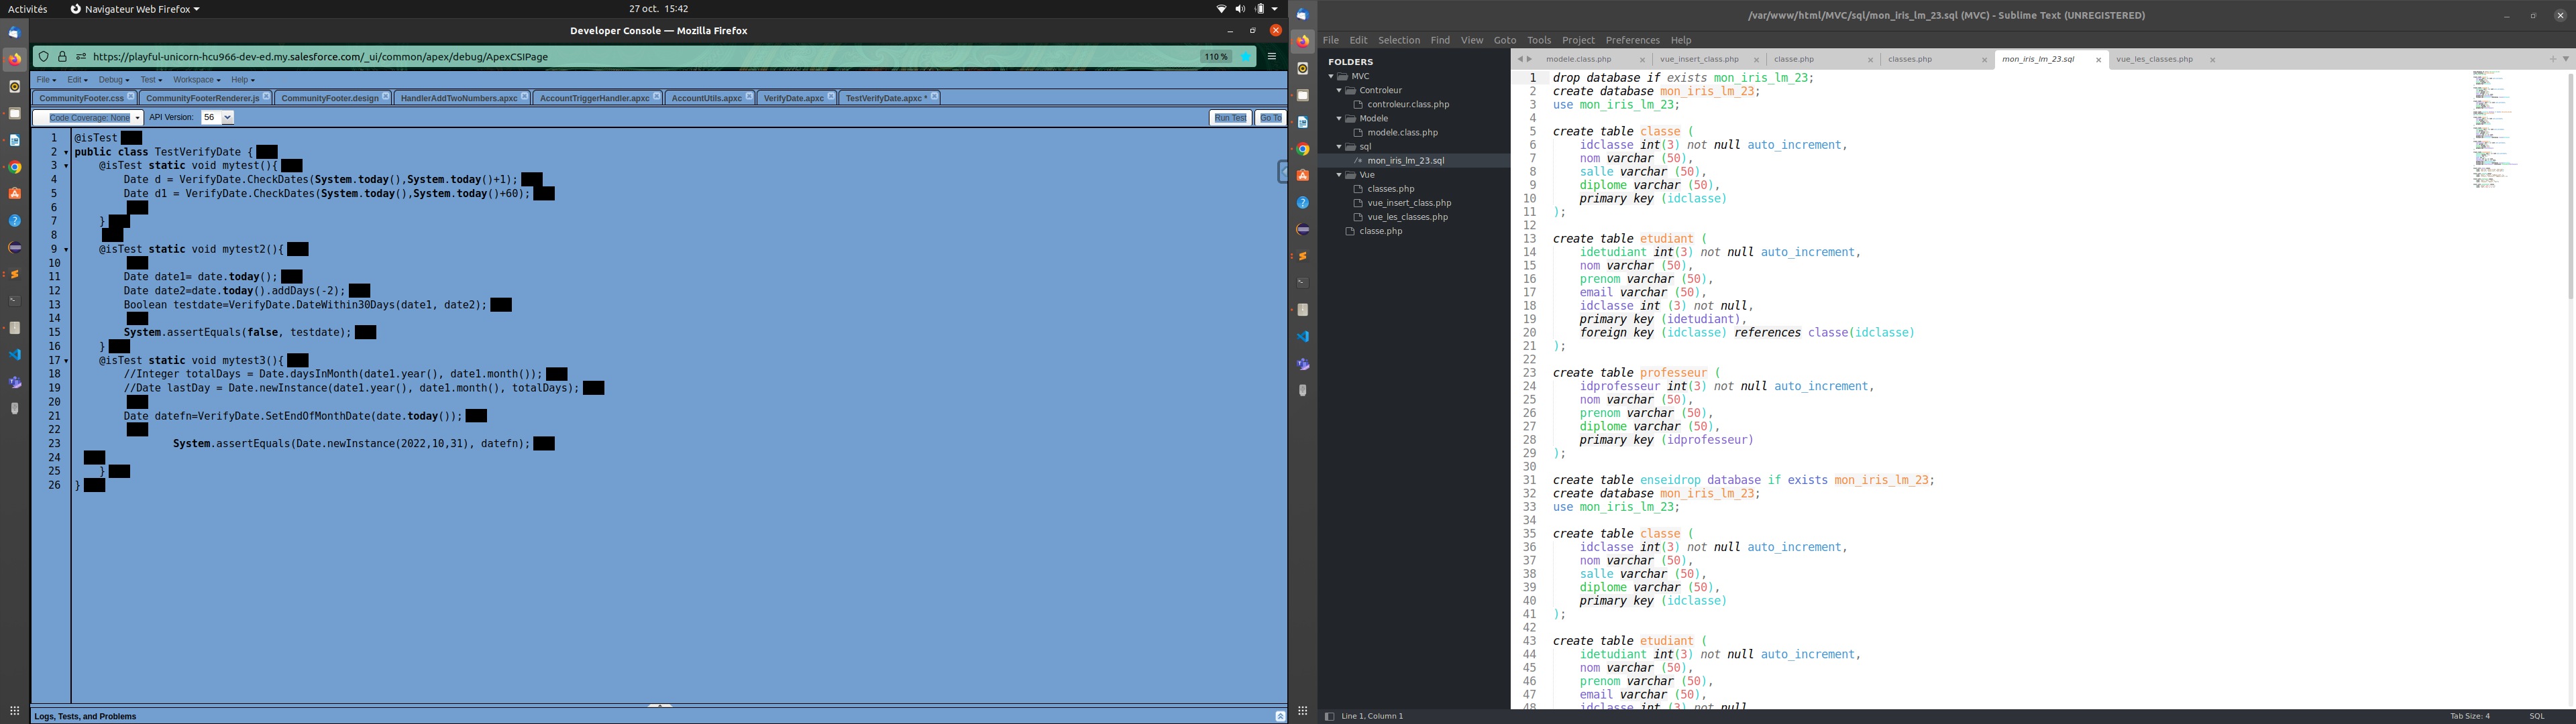 Activités
Navigateur Web Firefox
27 oct. 15:42
Developer Console — Mozilla Firefox
https://playful-unicorn-hcu966-dev-ed.my.salesforce.com/_ui/common/apex/debug/ApexCSIPage
110 %
File Edit Debug Test Workspace Help
CommunityFooter.css CommunityFooterRenderer.js CommunityFooter.design HandlerAddTwoNumbers.apxc AccountTriggerHandler.apxc AccountUtils.apxc VerifyDate.apxc TestVerifyDate.apxc *
Code Coverage: None API Version: 56 Run Test Go To
1 @isTest
2 public class TestVerifyDate {
3 @isTest static void mytest(){
4 Date d = VerifyDate.CheckDates(System.today(),System.today()+1);
5 Date d1 = VerifyDate.CheckDates(System.today(),System.today()+60);
6
7 }
8
9 @isTest static void mytest2(){
10
11 Date date1= date.today();
12 Date date2=date.today().addDays(-2);
13 Boolean testdate=VerifyDate.DateWithin30Days(date1, date2);
14
15 System.assertEquals(false, testdate);
16 }
17 @isTest static void mytest3(){
18 //Integer totalDays = Date.daysInMonth(date1.year(), date1.month());
19 //Date lastDay = Date.newInstance(date1.year(), date1.month(), totalDays);
20
21 Date datefn=VerifyDate.SetEndOfMonthDate(date.today());
22
23 System.assertEquals(Date.newInstance(2022,10,31), datefn);
24
25 }
26 }
Logs, Tests, and Problems
/var/www/html/MVC/sql/mon_iris_lm_23.sql (MVC) - Sublime Text (UNREGISTERED)
File Edit Selection Find View Goto Tools Project Preferences Help
FOLDERS
MVC
Controleur
controleur.class.php
Modele
modele.class.php
sql
mon_iris_lm_23.sql
Vue
classes.php
vue_insert_class.php
vue_les_classes.php
classe.php
modele.class.php vue_insert_class.php classe.php classes.php mon_iris_lm_23.sql vue_les_classes.php
1 drop database if exists mon_iris_lm_23;
2 create database mon_iris_lm_23;
3 use mon_iris_lm_23;
4
5 create table classe (
6 idclasse int(3) not null auto_increment,
7 nom varchar (50),
8 salle varchar (50),
9 diplome varchar (50),
10 primary key (idclasse)
11 );
12
13 create table etudiant (
14 idetudiant int(3) not null auto_increment,
15 nom varchar (50),
16 prenom varchar (50),
17 email varchar (50),
18 idclasse int (3) not null,
19 primary key (idetudiant),
20 foreign key (idclasse) references classe(idclasse)
21 );
22
23 create table professeur (
24 idprofesseur int(3) not null auto_increment,
25 nom varchar (50),
26 prenom varchar (50),
27 diplome varchar (50),
28 primary key (idprofesseur)
29 );
30
31 create table enseidrop database if exists mon_iris_lm_23;
32 create database mon_iris_lm_23;
33 use mon_iris_lm_23;
34
35 create table classe (
36 idclasse int(3) not null auto_increment,
37 nom varchar (50),
38 salle varchar (50),
39 diplome varchar (50),
40 primary key (idclasse)
41 );
42
43 create table etudiant (
44 idetudiant int(3) not null auto_increment,
45 nom varchar (50),
46 prenom varchar (50),
47 email varchar (50),
48 idclasse int (3) not null
Line 1, Column 1
Tab Size: 4
SQL